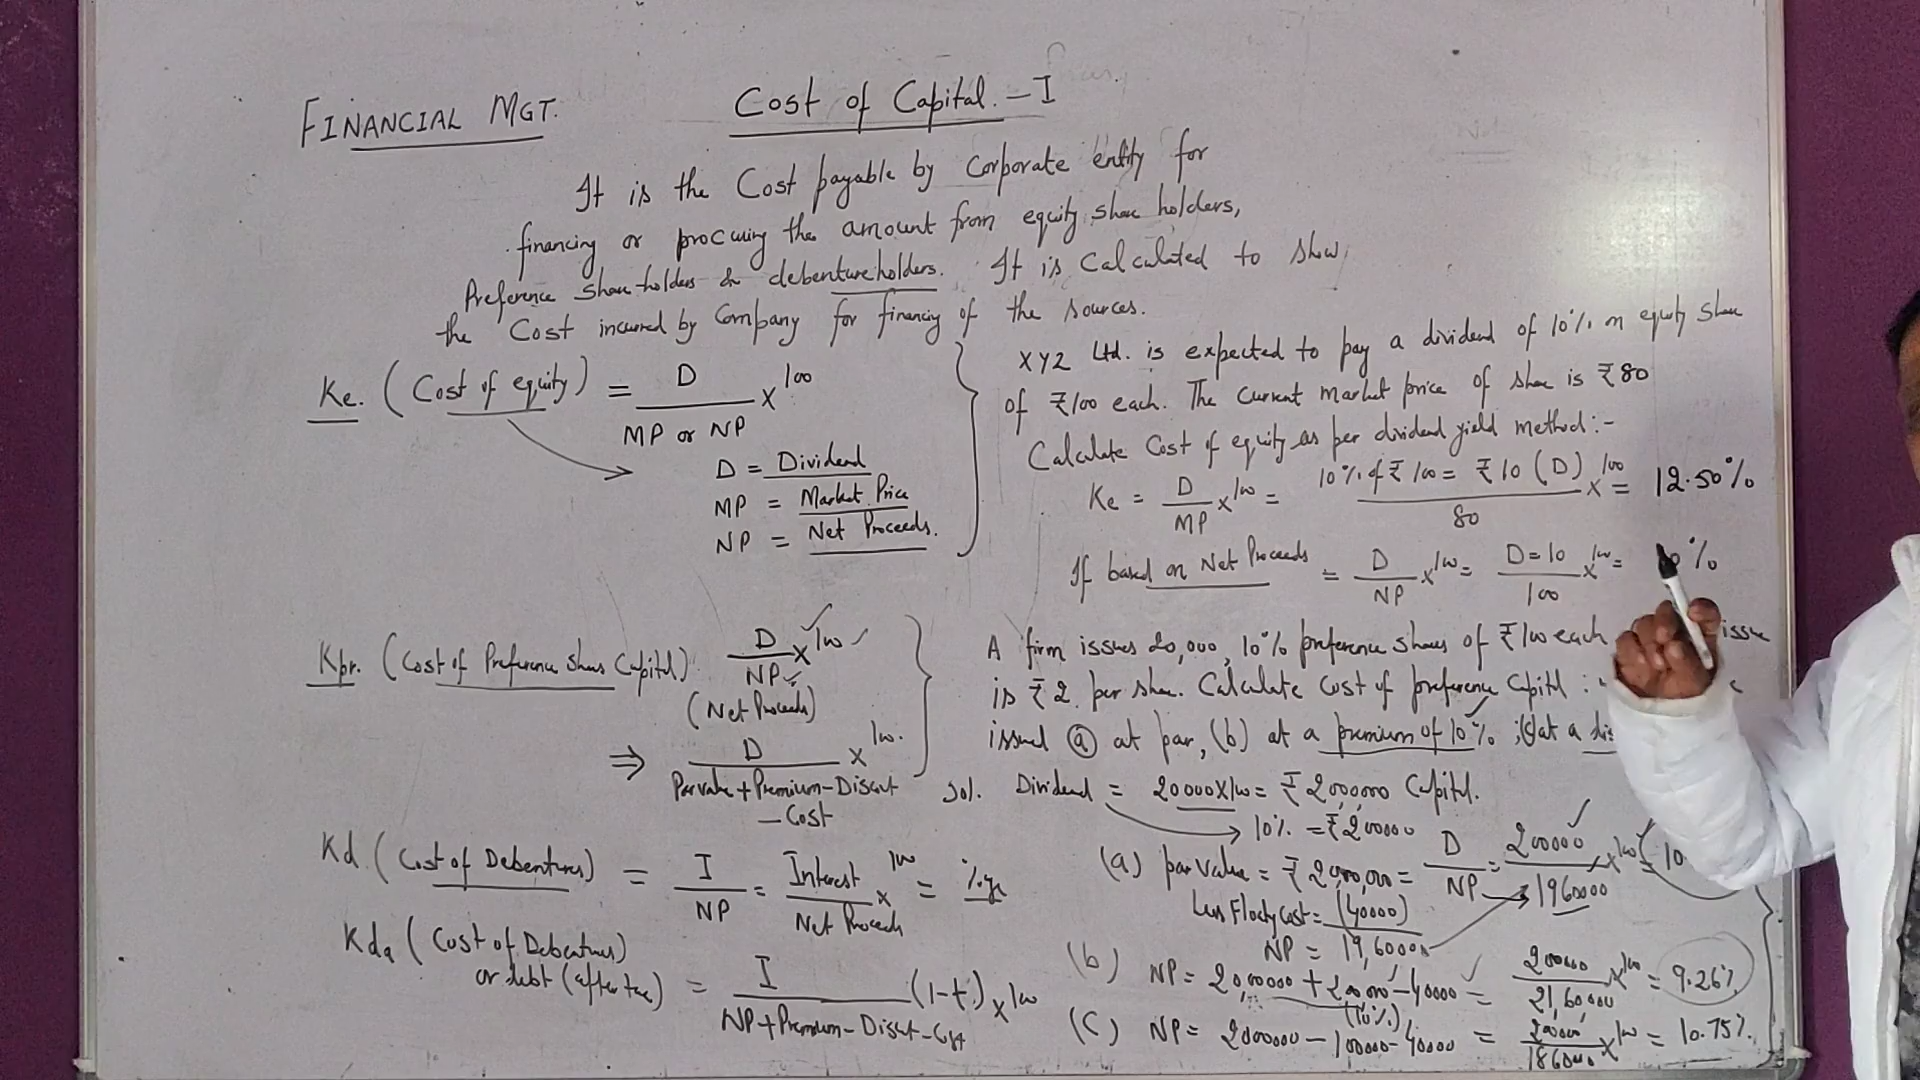 FINANCIAL MGT.
Cost of Capital. - I
It is the Cost payable by Corporate entity for
financing or procuring the amount from equity share holders,
Preference Share holders & debentureholders. It is Calculated to show
the Cost incurred by Company for financing of the sources.
Ke. (Cost of equity) = D / MP or NP x 100
D = Dividend
MP = Market Price
NP = Net Proceeds.
XYZ Ltd. is expected to pay a dividend of 10% on equity share
of ₹100 each. The Current market price of share is ₹80
Calculate Cost of equity as per dividend yield method:-
Ke = D / MP x 100 = 10% of ₹100 = ₹10 (D) / 80 x 100 = 12.50%
If based on Net Proceeds = D / NP x 100 = D=10 / 100 x 100 = 0%
Kpr. (Cost of Preference Share Capital) D / NP x 100
(Net Proceeds)
⇒ D / Par value + Premium - Discount - Cost x 100.
A firm issues 20,000, 10% preference shares of ₹100 each issue
is ₹2 per share. Calculate Cost of preference Capital :
issued (a) at par, (b) at a premium of 10% ; (c) at a dis
Sol. Dividend = 20000x100 = ₹2000000 Capital.
10% = ₹200000
(a) par value = ₹2000,000 = D / NP = 200000 / 1960000 x 100 = 10.
Less Floty Cost = (40000)
NP = 19,60000
(b) NP = 20,00000 + 200000 - 40000 = 200000 / 21,60000 x 100 = 9.26%
(10%)
(c) NP = 2000000 - 100000 - 40000 = 200000 / 1860000 x 100 = 10.75%
Kd. (Cost of Debentures) = I / NP = Interest / Net Proceeds x 100 = %ge
Kda (Cost of Debentures)
or debt (after tax) = I / NP + Premium - Disct - Cost (1-t) x 100